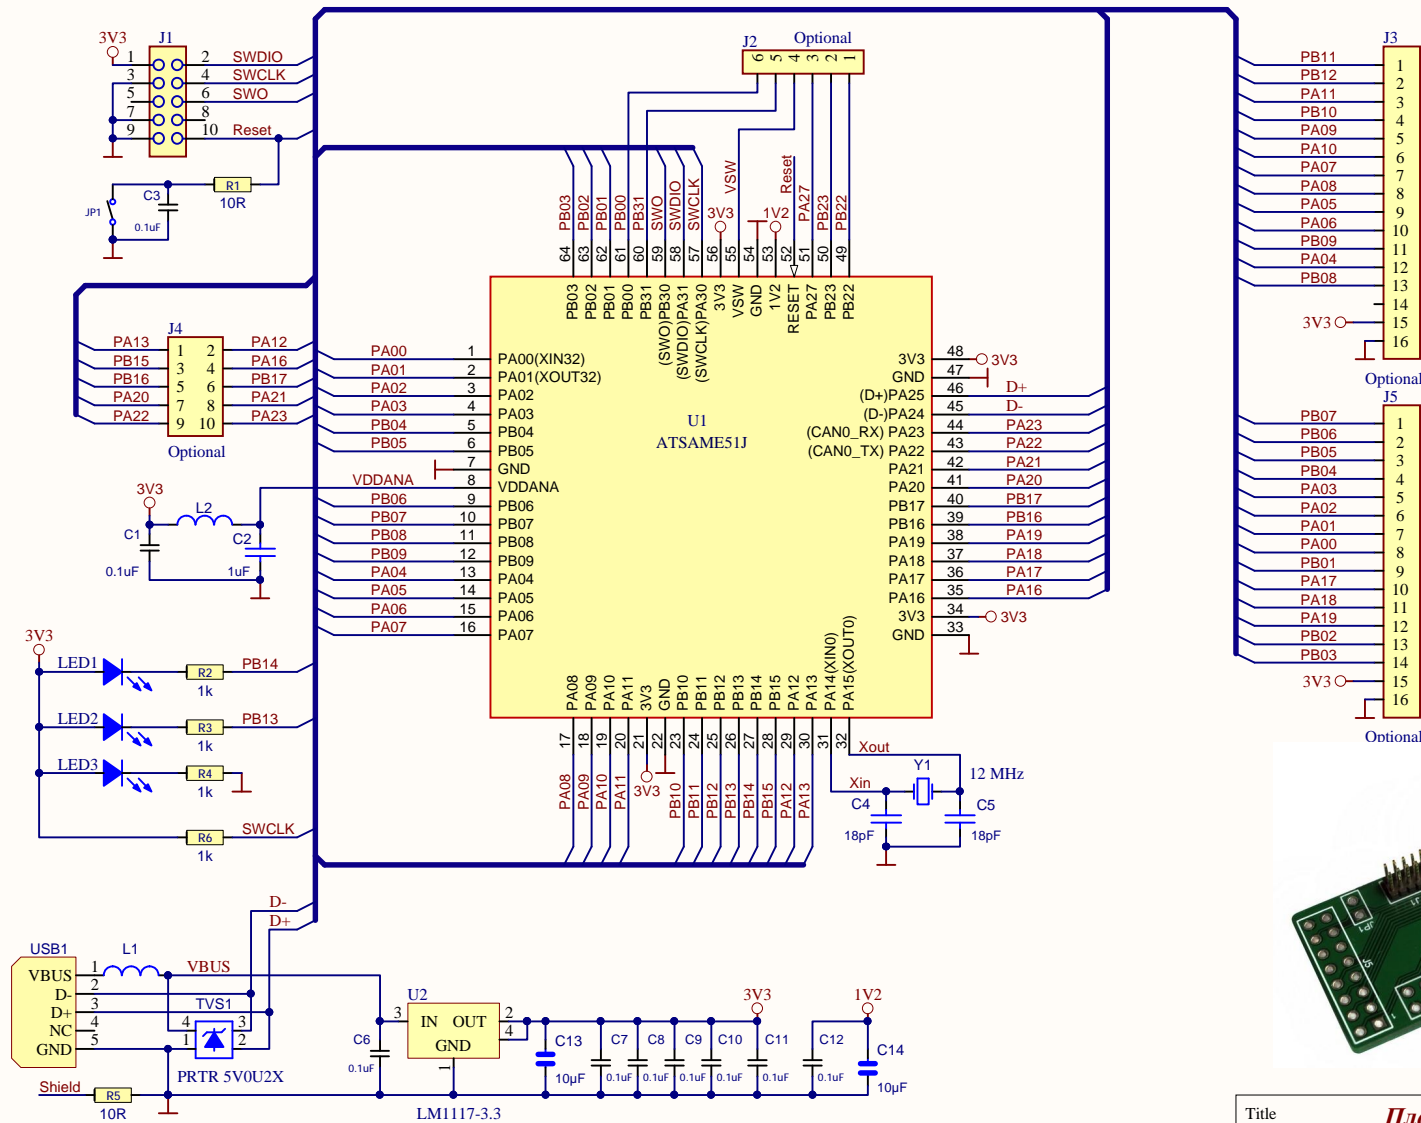 J1
3V3
1 2 SWDIO
3 4 SWCLK
5 6 SWO
7 8
9 10 Reset
JP1
C3
0.1uF
R1
10R
J2 Optional
6 5 4 3 2 1
PB03 PB02 PB01 PB00 PB31 SWO SWDIO SWCLK 3V3 VSW 1V2 Reset PA27 PB23 PB22
64 63 62 61 60 59 58 57 56 55 54 53 52 51 50 49
PB03 PB02 PB01 PB00 PB31 (SWO)PB30 (SWDIO)PA31 (SWCLK)PA30 3V3 VSW GND 1V2 RESET PA27 PB23 PB22
U1
ATSAME51J
J4
PA13 1 2 PA12
PB15 3 4 PA16
PB16 5 6 PB17
PA20 7 8 PA21
PA22 9 10 PA23
Optional
PA00 1 PA00(XIN32)
PA01 2 PA01(XOUT32)
PA02 3 PA02
PA03 4 PA03
PB04 5 PB04
PB05 6 PB05
7 GND
VDDANA 8 VDDANA
PB06 9 PB06
PB07 10 PB07
PB08 11 PB08
PB09 12 PB09
PA04 13 PA04
PA05 14 PA05
PA06 15 PA06
PA07 16 PA07
3V3 48 3V3
GND 47
(D+)PA25 46 D+
(D-)PA24 45 D-
(CAN0_RX) PA23 44 PA23
(CAN0_TX) PA22 43 PA22
PA21 42 PA21
PA20 41 PA20
PB17 40 PB17
PB16 39 PB16
PA19 38 PA19
PA18 37 PA18
PA17 36 PA17
PA16 35 PA16
3V3 34 3V3
GND 33
PA08 PA09 PA10 PA11 3V3 GND PB10 PB11 PB12 PB13 PB14 PB15 PA12 PA13 PA14(XIN0) PA15(XOUT0)
17 18 19 20 21 22 23 24 25 26 27 28 29 30 31 32
PA08 PA09 PA10 PA11 3V3 PB10 PB11 PB12 PB13 PB14 PB15 PA12 PA13
Xout
Xin
Y1
12 MHz
C4
18pF
C5
18pF
3V3
L2
C1
0.1uF
C2
1uF
3V3
LED1 R2 PB14
1k
LED2 R3 PB13
1k
LED3 R4
1k
R6 SWCLK
1k
D-
D+
USB1
L1
VBUS
VBUS 1
D- 2
D+ 3
NC 4
GND 5
TVS1
4 3
1 2
PRTR 5V0U2X
Shield
R5
10R
U2
3 IN OUT 2
4
GND
1
LM1117-3.3
C6
0.1uF
3V3
1V2
C13
10µF
C7
0.1uF
C8
0.1uF
C9
0.1uF
C10
0.1uF
C11
0.1uF
C12
0.1uF
C14
10µF
J3
PB11 1
PB12 2
PA11 3
PB10 4
PA09 5
PA10 6
PA07 7
PA08 8
PA05 9
PA06 10
PB09 11
PA04 12
PB08 13
14
3V3 15
16
Optional
J5
PB07 1
PB06 2
PB05 3
PB04 4
PA03 5
PA02 6
PA01 7
PA00 8
PB01 9
PA17 10
PA18 11
PA19 12
PB02 13
PB03 14
3V3 15
16
Optional
JP1
J1
J5
1
Title